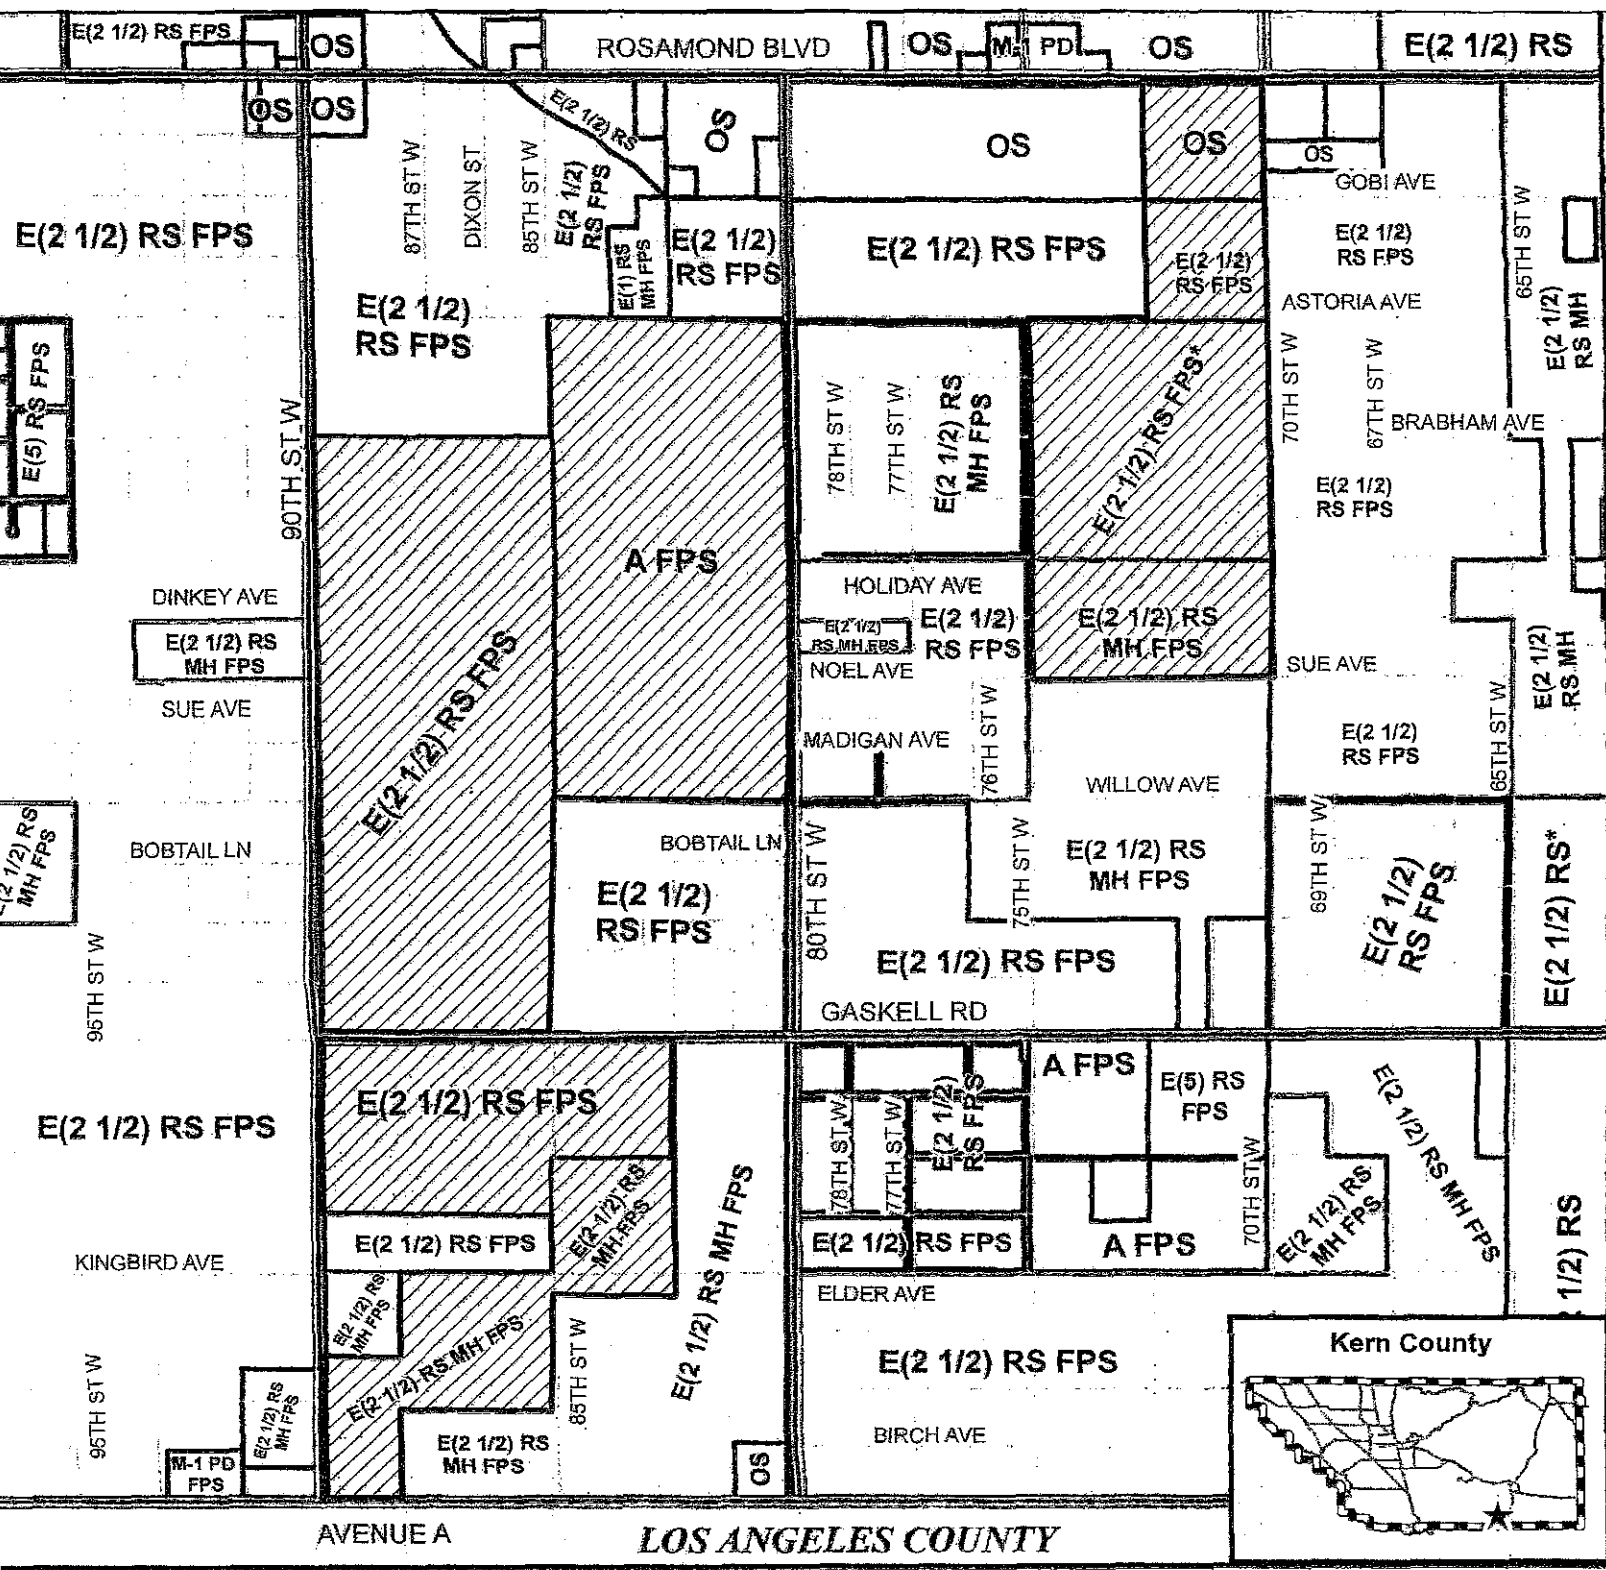 E(2 1/2) RS FPS
OS
ROSAMOND BLVD
OS
M-1 PD
OS
E(2 1/2) RS
OS
OS
E(2 1/2) RS
OS
OS
OS
OS
GOBI AVE
87TH ST W
DIXON ST
85TH ST W
E(2 1/2)
RS FPS
E(2 1/2) RS FPS
E(1) RS
MH FPS
E(2 1/2)
RS FPS
E(2 1/2) RS FPS
E(2 1/2)
RS FPS
E(2 1/2)
RS FPS
65TH ST W
ASTORIA AVE
E(2 1/2)
RS MH
E(2 1/2)
RS FPS
E(5) RS FPS
90TH ST W
78TH ST W
77TH ST W
E(2 1/2) RS
MH FPS
E(2 1/2) RS FPS*
70TH ST W
67TH ST W
BRABHAM AVE
E(2 1/2)
RS FPS
A FPS
DINKEY AVE
E(2 1/2) RS
MH FPS
SUE AVE
HOLIDAY AVE
E(2 1/2)
RS MH FPS
E(2 1/2)
RS FPS
NOEL AVE
E(2 1/2) RS
MH FPS
SUE AVE
E(2 1/2)
RS MH
E(2 1/2) RS FPS
MADIGAN AVE
76TH ST W
WILLOW AVE
E(2 1/2)
RS FPS
65TH ST W
E(2 1/2) RS
MH FPS
BOBTAIL LN
BOBTAIL LN
E(2 1/2)
RS FPS
80TH ST W
75TH ST W
E(2 1/2) RS
MH FPS
69TH ST W
E(2 1/2)
RS FPS
E(2 1/2) RS*
95TH ST W
E(2 1/2) RS FPS
GASKELL RD
E(2 1/2) RS FPS
E(2 1/2) RS FPS
A FPS
E(5) RS
FPS
E(2 1/2)
RS FPS
78TH ST W
77TH ST W
70TH ST W
E(2 1/2) RS MH FPS
E(2 1/2) RS
MH FPS
E(2 1/2) RS MH FPS
E(2 1/2) RS
MH FPS
KINGBIRD AVE
E(2 1/2) RS FPS
E(2 1/2) RS FPS
A FPS
1/2) RS
ELDER AVE
E(2 1/2) RS
MH FPS
E(2 1/2) RS MH FPS
85TH ST W
95TH ST W
E(2 1/2) RS
MH FPS
E(2 1/2) RS FPS
BIRCH AVE
M-1 PD
FPS
E(2 1/2) RS
MH FPS
OS
Kern County
AVENUE A
LOS ANGELES COUNTY